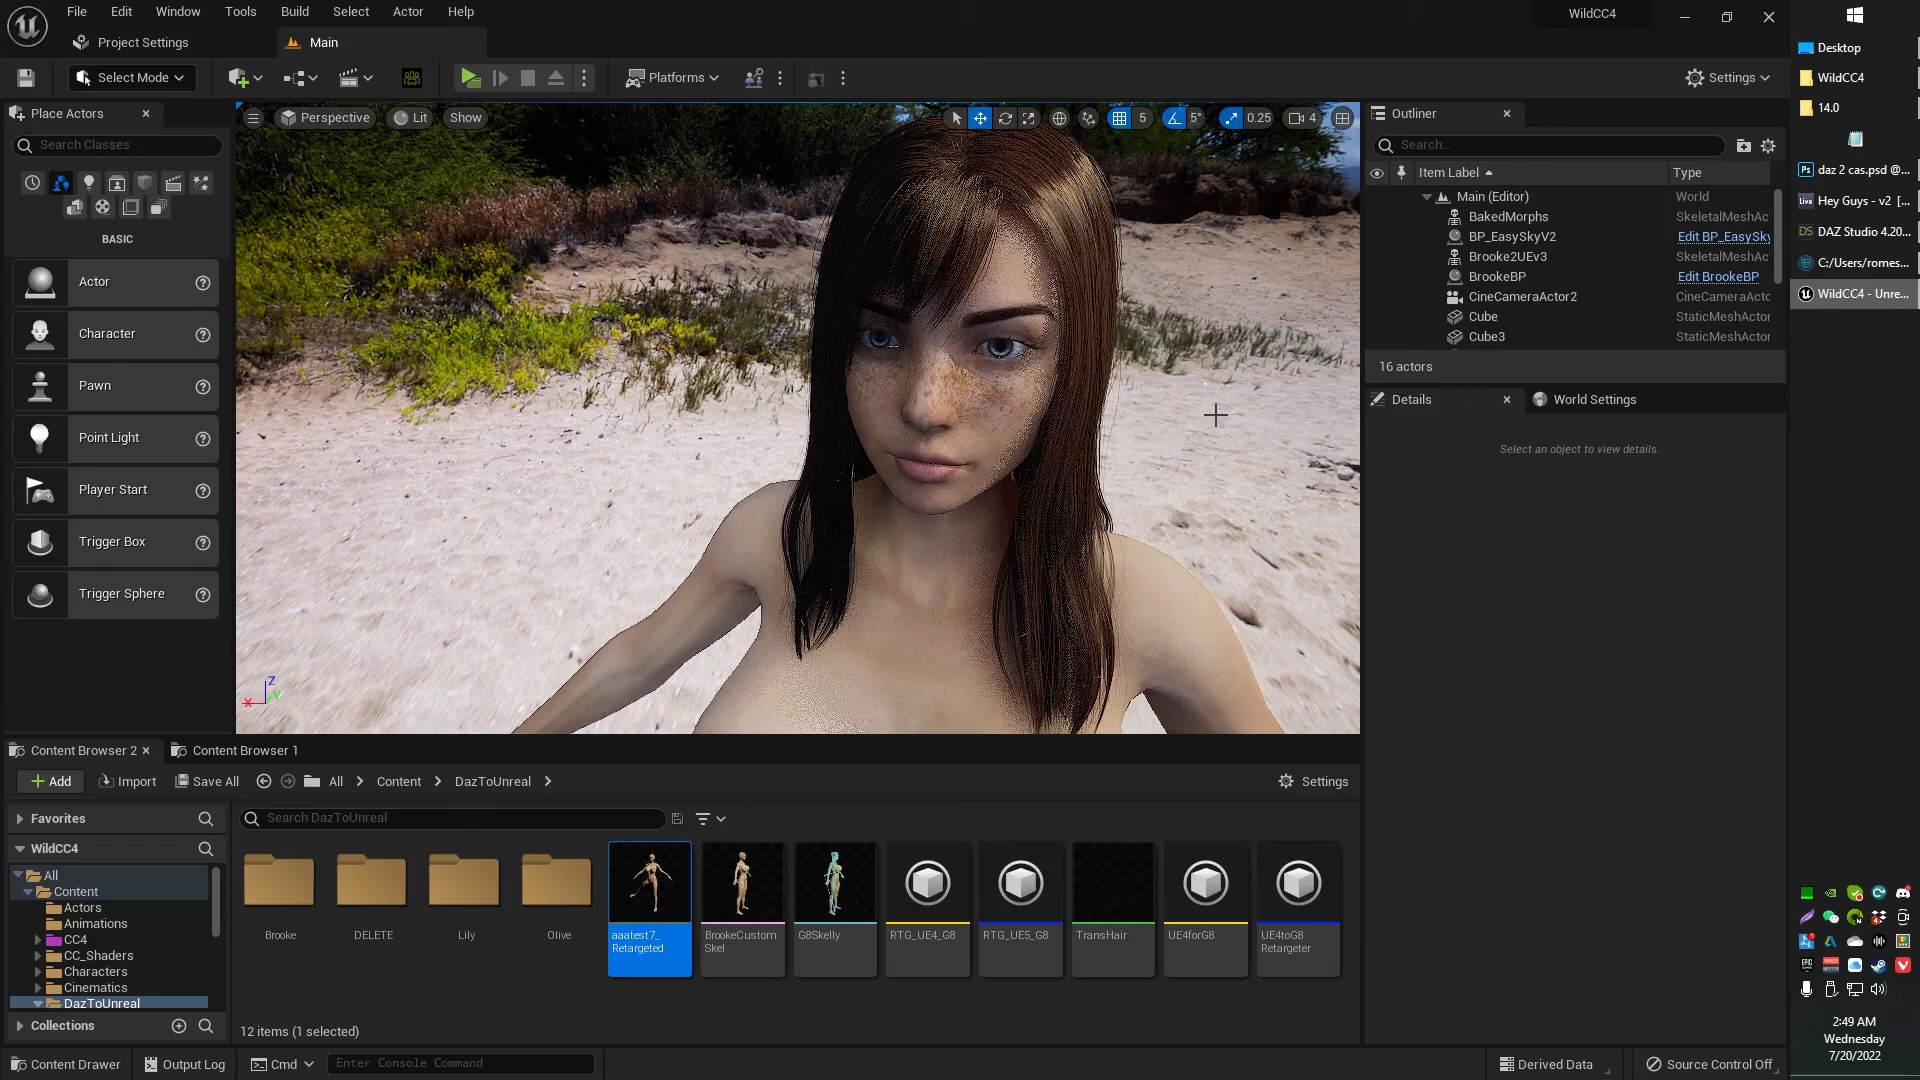 File Edit Window Tools Build Select Actor Help
WildCC4
Project Settings
Main
Select Mode
Platforms
Settings
Place Actors
Search Classes
BASIC
Actor
Character
Pawn
Point Light
Player Start
Trigger Box
Trigger Sphere
Perspective
Lit
Show
5
5°
0.25
4
Z
X
Y
Outliner
Search...
Item Label
Type
Main (Editor) World
BakedMorphs SkeletalMeshAc
BP_EasySkyV2 Edit BP_EasySky
Brooke2UEv3 SkeletalMeshAc
BrookeBP Edit BrookeBP
CineCameraActor2 CineCameraActo
Cube StaticMeshActor
Cube3 StaticMeshActor
16 actors
Details
World Settings
Select an object to view details.
Content Browser 2
Content Browser 1
Add
Import
Save All
All
Content
DazToUnreal
Settings
Favorites
WildCC4
All
Content
Actors
Animations
CC4
CC_Shaders
Characters
Cinematics
DazToUnreal
Collections
Search DazToUnreal
Brooke
DELETE
Lily
Olive
aaatest7_
Retargeted
BrookeCustom
Skel
G8Skelly
RTG_UE4_G8
RTG_UE5_G8
TransHair
UE4forG8
UE4toG8
Retargeter
12 items (1 selected)
Content Drawer
Output Log
Cmd
Enter Console Command
Derived Data
Source Control Off
Desktop
WildCC4
14.0
Ps daz 2 cas.psd @...
Live Hey Guys - v2 [...
DS DAZ Studio 4.20...
C:/Users/romes...
WildCC4 - Unre...
2:49 AM
Wednesday
7/20/2022